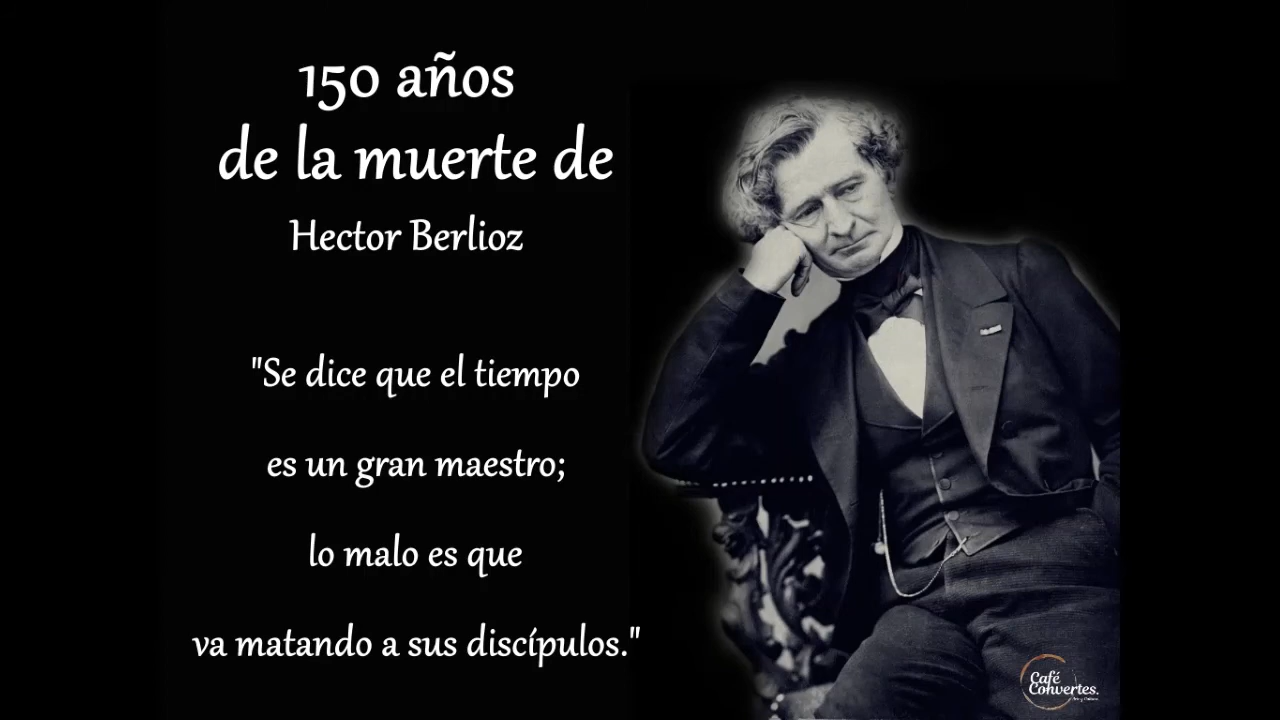 150 años
de la muerte de
Hector Berlioz
"Se dice que el tiempo
es un gran maestro;
lo malo es que
va matando a sus discípulos."
Café
Convertes.